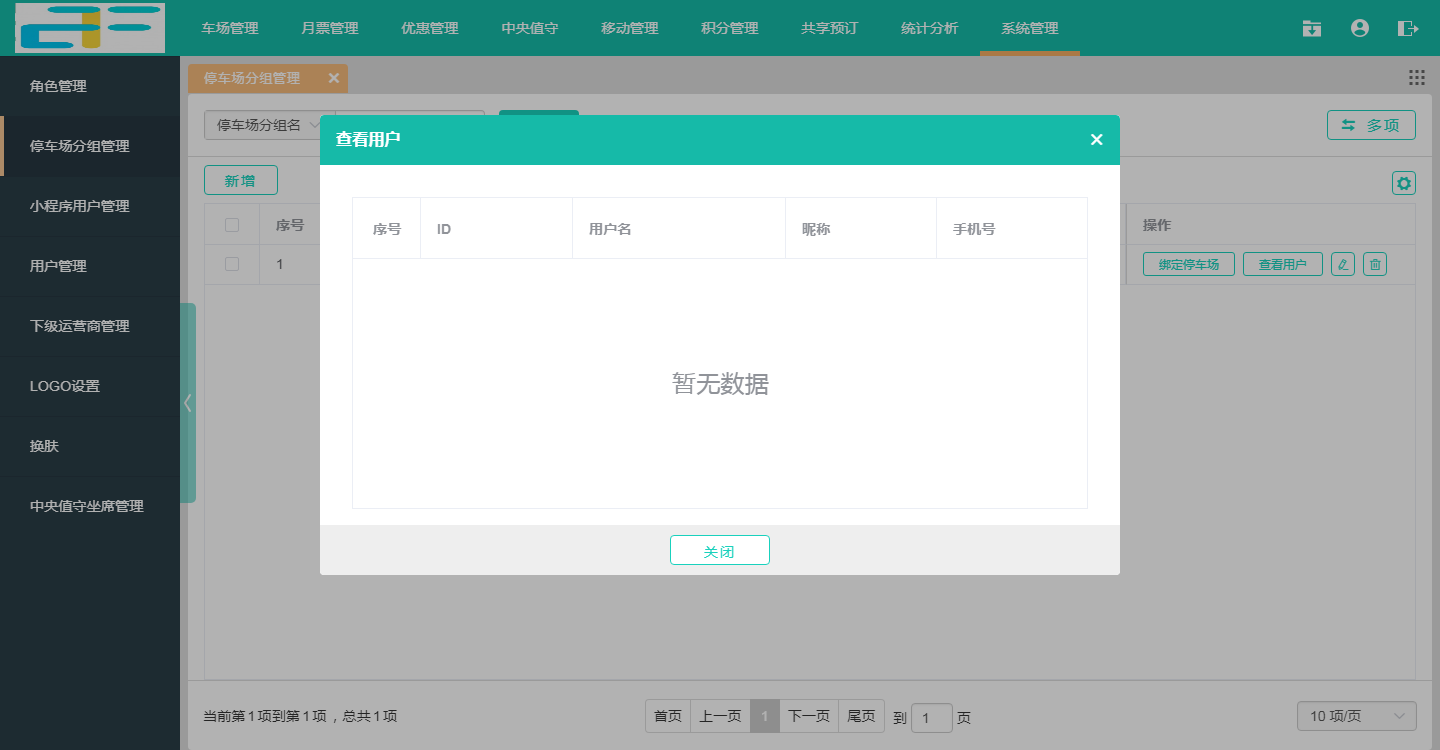 车场管理 月票管理 优惠管理 中央值守 移动管理 积分管理 共享预订 统计分析 系统管理
角色管理
停车场分组管理
小程序用户管理
用户管理
下级运营商管理
LOGO设置
换肤
中央值守坐席管理
停车场分组管理
停车场分组名
多项
新增
序号 操作
1 绑定停车场 查看用户
查看用户
序号 ID 用户名 昵称 手机号
暂无数据
关闭
当前第1项到第1项，总共1项
首页 上一页 1 下一页 尾页 到 1 页
10 项/页